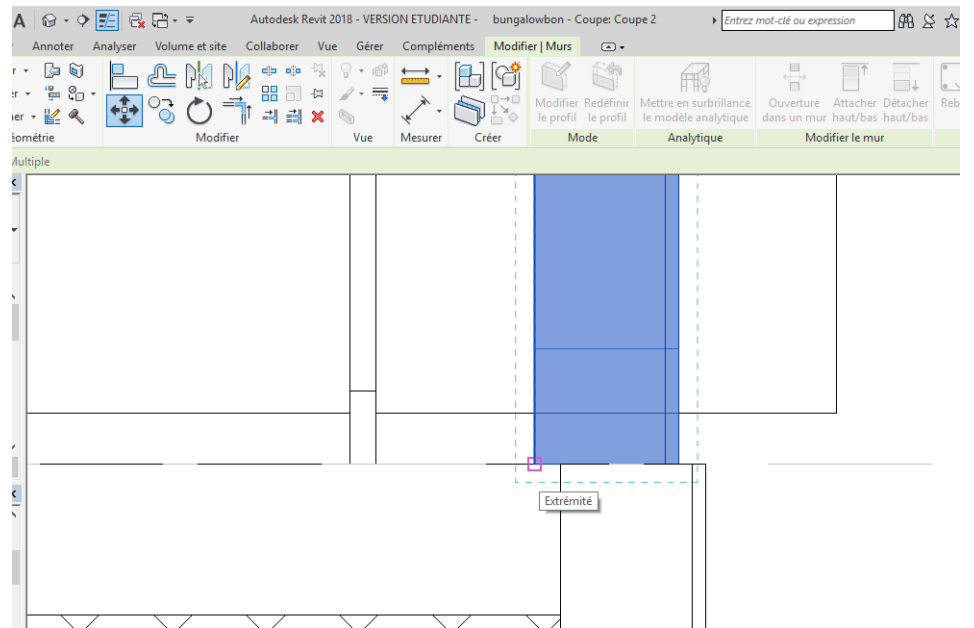 A Autodesk Revit 2018 - VERSION ETUDIANTE - bungalowbon - Coupe: Coupe 2 Entrez mot-clé ou expression
Annoter Analyser Volume et site Collaborer Vue Gérer Compléments Modifier | Murs
Modifier Redéfinir Mettre en surbrillance Ouverture Attacher Détacher Reb
le profil le profil le modèle analytique dans un mur haut/bas haut/bas
éométrie Modifier Vue Mesurer Créer Mode Analytique Modifier le mur
Multiple
Extrémité